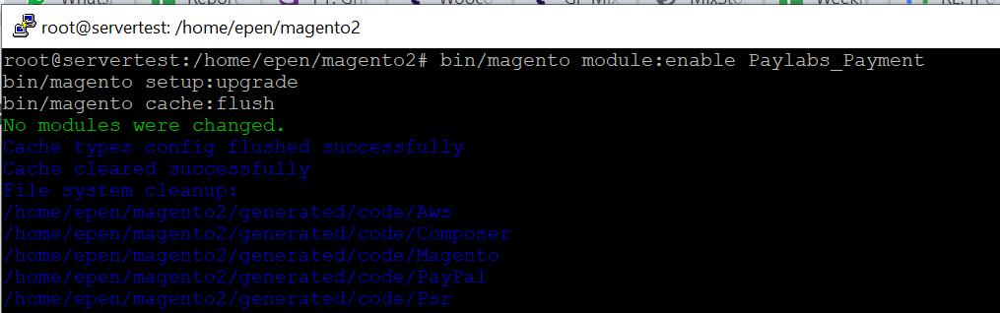 root@servertest: /home/epen/magento2
root@servertest:/home/epen/magento2# bin/magento module:enable Paylabs_Payment
bin/magento setup:upgrade
bin/magento cache:flush
No modules were changed.
Cache types config flushed successfully
Cache cleared successfully
File system cleanup:
/home/epen/magento2/generated/code/Aws
/home/epen/magento2/generated/code/Composer
/home/epen/magento2/generated/code/Magento
/home/epen/magento2/generated/code/PayPal
/home/epen/magento2/generated/code/Psr